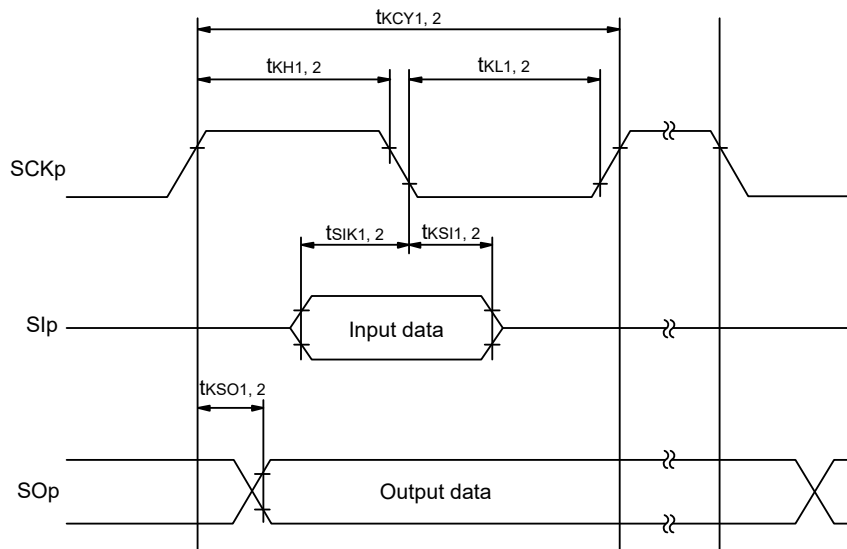 tKCY1, 2
tKH1, 2
tKL1, 2
SCKp
tSIK1, 2
tKSI1, 2
SIp
Input data
tKSO1, 2
SOp
Output data